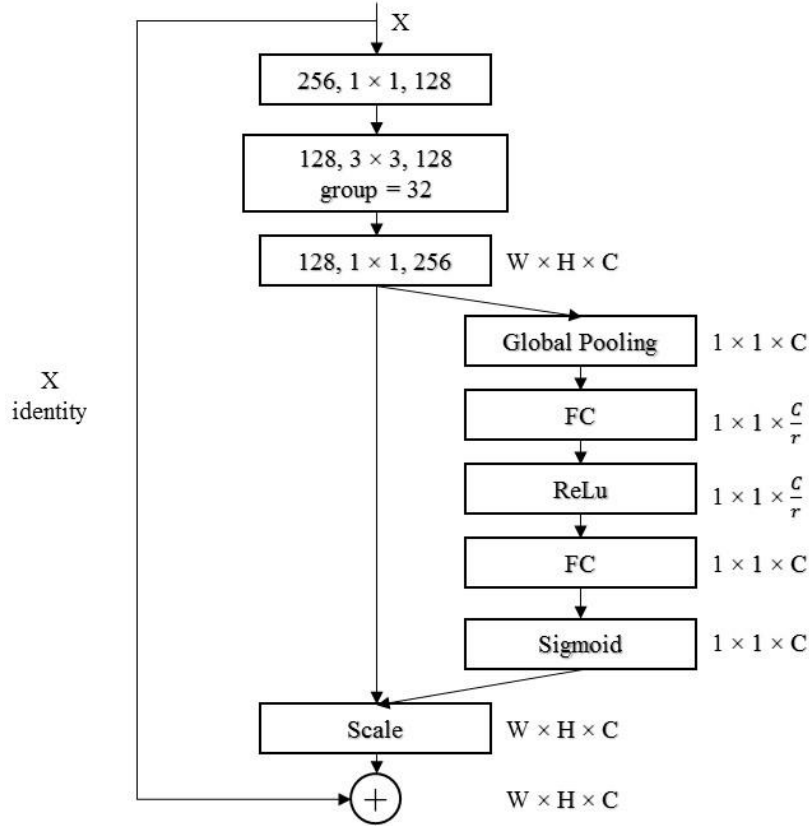 X
256, 1 × 1, 128
128, 3 × 3, 128
group = 32
128, 1 × 1, 256
W × H × C
Global Pooling
1 × 1 × C
FC
1 × 1 × C/r
X
identity
ReLu
1 × 1 × C/r
FC
1 × 1 × C
Sigmoid
1 × 1 × C
Scale
W × H × C
+
W × H × C